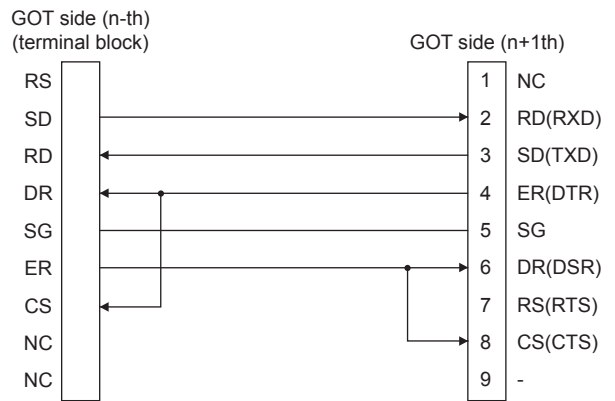 GOT side (n-th)
(terminal block)
GOT side (n+1th)
RS 1 NC
SD 2 RD(RXD)
RD 3 SD(TXD)
DR 4 ER(DTR)
SG 5 SG
ER 6 DR(DSR)
CS 7 RS(RTS)
NC 8 CS(CTS)
NC 9 -